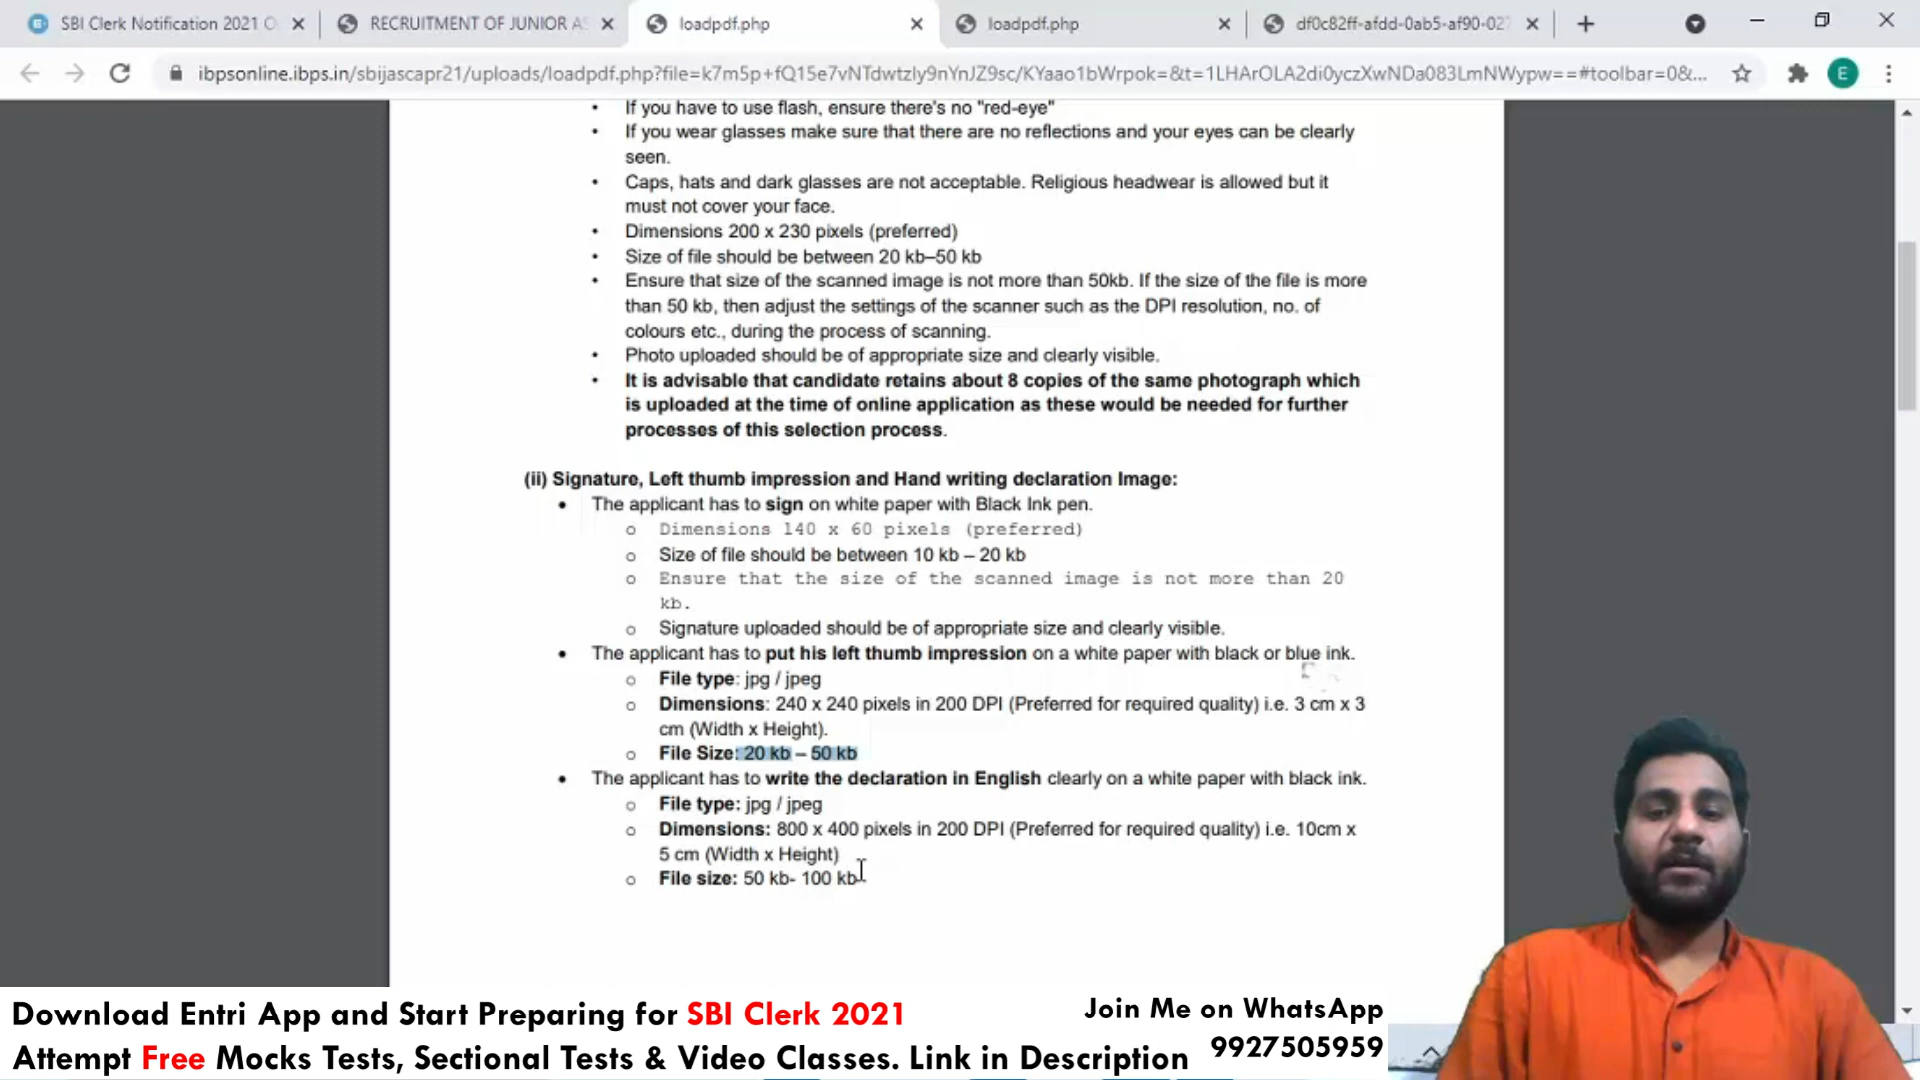 SBI Clerk Notification 2021 O
RECRUITMENT OF JUNIOR AS
loadpdf.php
loadpdf.php
df0c82ff-afdd-0ab5-af90-027
ibpsonline.ibps.in/sbijascapr21/uploads/loadpdf.php?file=k7m5p+fQ15e7vNTdwtzIy9nYnJZ9sc/KYaao1bWrpok=&t=1LHArOLA2di0yczXwNDa083LmNWypw==#toolbar=0&...
E
• If you have to use flash, ensure there's no "red-eye"
• If you wear glasses make sure that there are no reflections and your eyes can be clearly
seen.
• Caps, hats and dark glasses are not acceptable. Religious headwear is allowed but it
must not cover your face.
• Dimensions 200 x 230 pixels (preferred)
• Size of file should be between 20 kb–50 kb
• Ensure that size of the scanned image is not more than 50kb. If the size of the file is more
than 50 kb, then adjust the settings of the scanner such as the DPI resolution, no. of
colours etc., during the process of scanning.
• Photo uploaded should be of appropriate size and clearly visible.
• It is advisable that candidate retains about 8 copies of the same photograph which
is uploaded at the time of online application as these would be needed for further
processes of this selection process.
(ii) Signature, Left thumb impression and Hand writing declaration Image:
• The applicant has to sign on white paper with Black Ink pen.
o Dimensions 140 x 60 pixels (preferred)
o Size of file should be between 10 kb – 20 kb
o Ensure that the size of the scanned image is not more than 20
kb.
o Signature uploaded should be of appropriate size and clearly visible.
• The applicant has to put his left thumb impression on a white paper with black or blue ink.
o File type: jpg / jpeg
o Dimensions: 240 x 240 pixels in 200 DPI (Preferred for required quality) i.e. 3 cm x 3
cm (Width x Height).
o File Size: 20 kb – 50 kb
• The applicant has to write the declaration in English clearly on a white paper with black ink.
o File type: jpg / jpeg
o Dimensions: 800 x 400 pixels in 200 DPI (Preferred for required quality) i.e. 10cm x
5 cm (Width x Height)
o File size: 50 kb- 100 kb
Download Entri App and Start Preparing for SBI Clerk 2021
Attempt Free Mocks Tests, Sectional Tests & Video Classes. Link in Description
Join Me on WhatsApp
9927505959